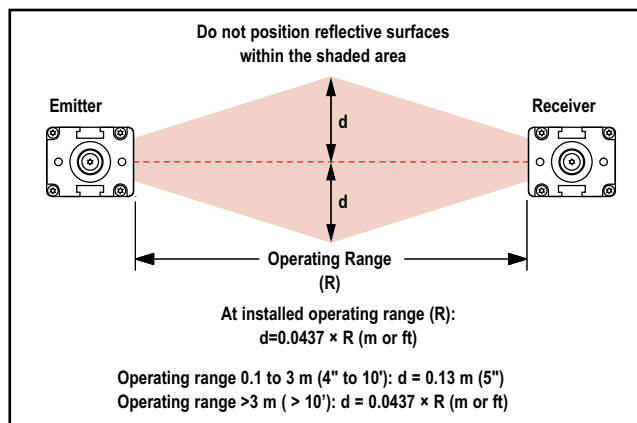 Do not position reflective surfaces
within the shaded area
Emitter
Receiver
d
d
Operating Range
(R)
At installed operating range (R):
d=0.0437 × R (m or ft)
Operating range 0.1 to 3 m (4" to 10'): d = 0.13 m (5")
Operating range >3 m ( > 10'): d = 0.0437 × R (m or ft)